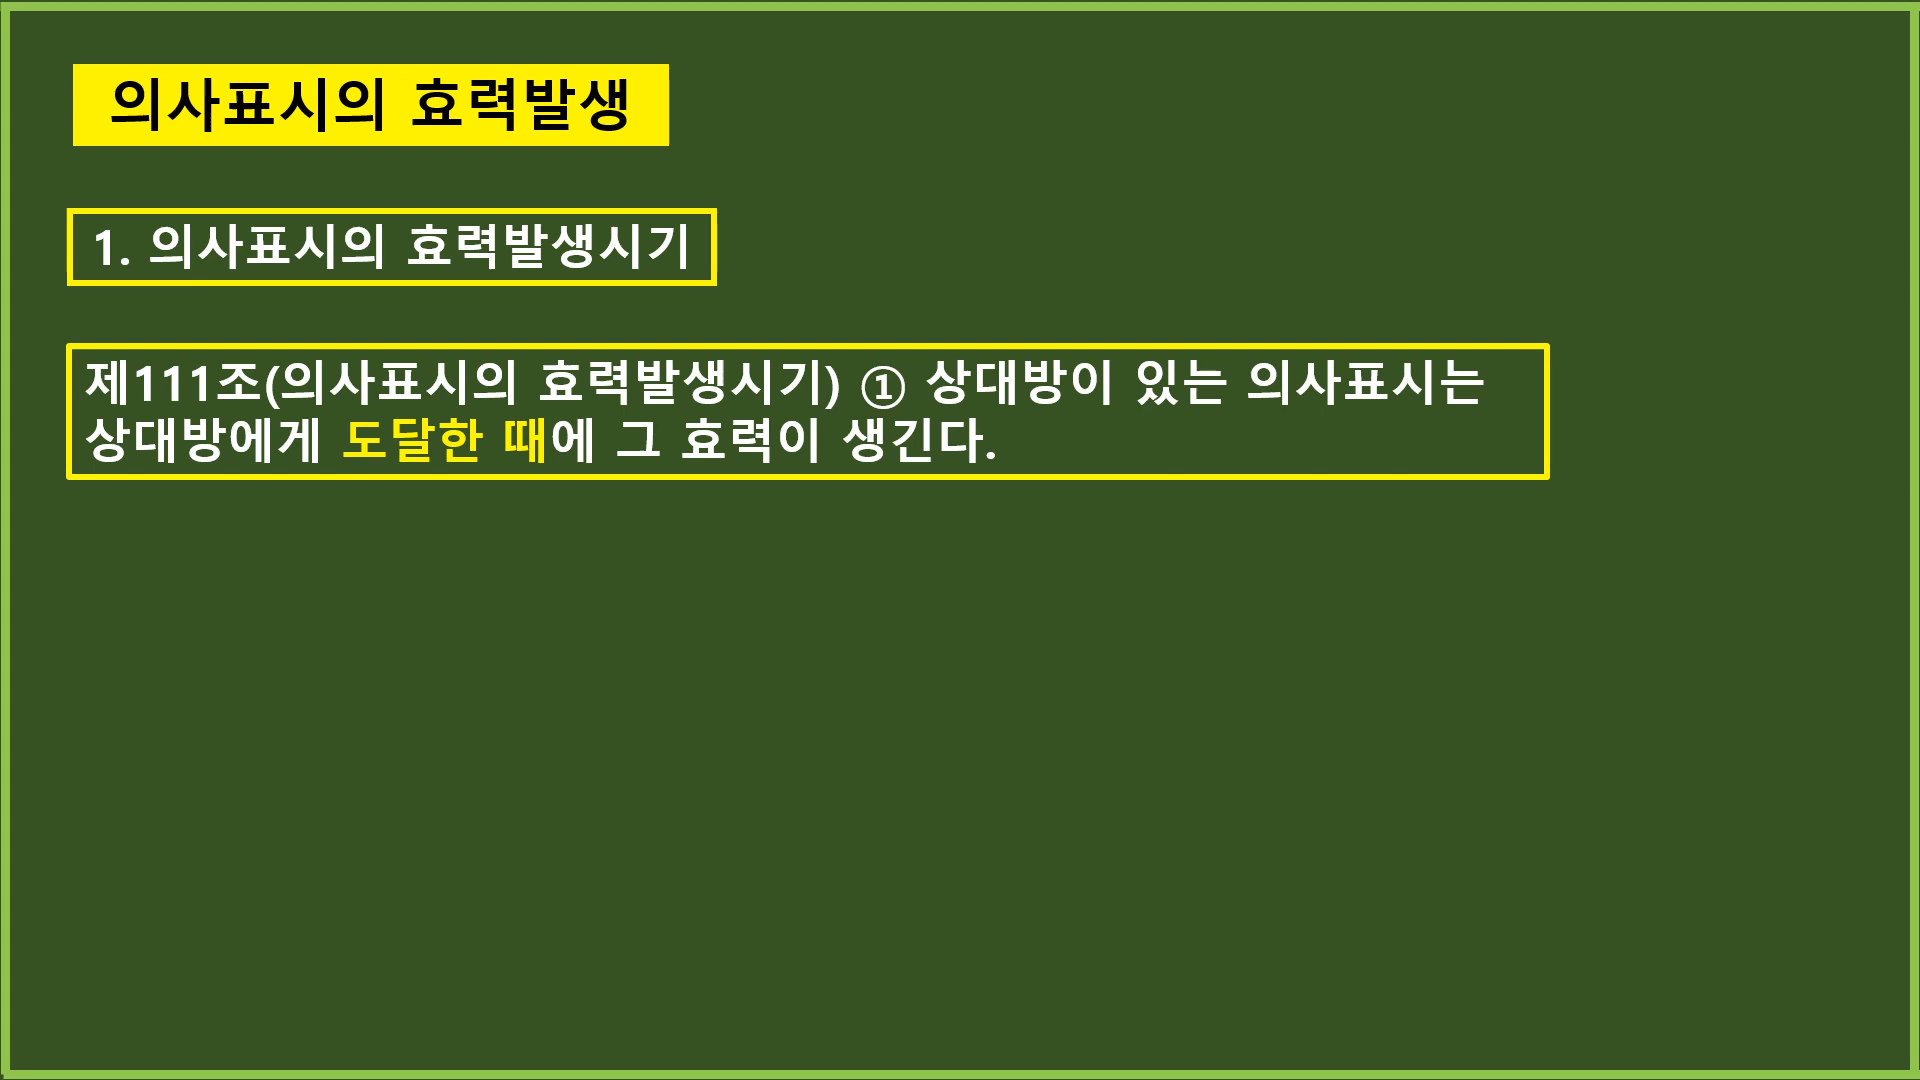 의사표시의 효력발생
1. 의사표시의 효력발생시기
제111조(의사표시의 효력발생시기) ① 상대방이 있는 의사표시는
상대방에게 도달한 때에 그 효력이 생긴다.